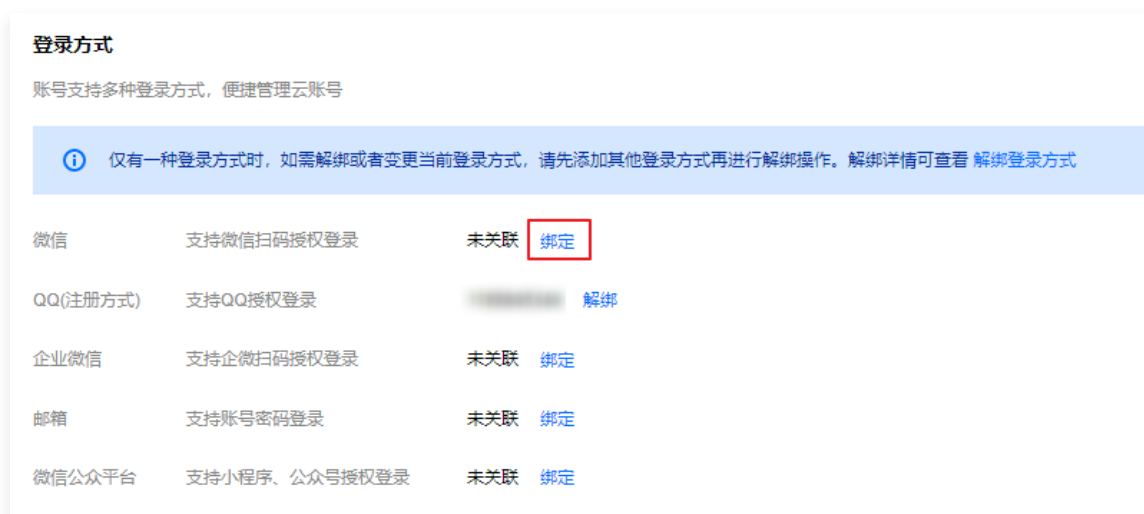 登录方式
账号支持多种登录方式，便捷管理云账号
仅有一种登录方式时，如需解绑或者变更当前登录方式，请先添加其他登录方式再进行解绑操作。解绑详情可查看 解绑登录方式
微信 支持微信扫码授权登录 未关联 绑定
QQ(注册方式) 支持QQ授权登录 解绑
企业微信 支持企微扫码授权登录 未关联 绑定
邮箱 支持账号密码登录 未关联 绑定
微信公众平台 支持小程序、公众号授权登录 未关联 绑定